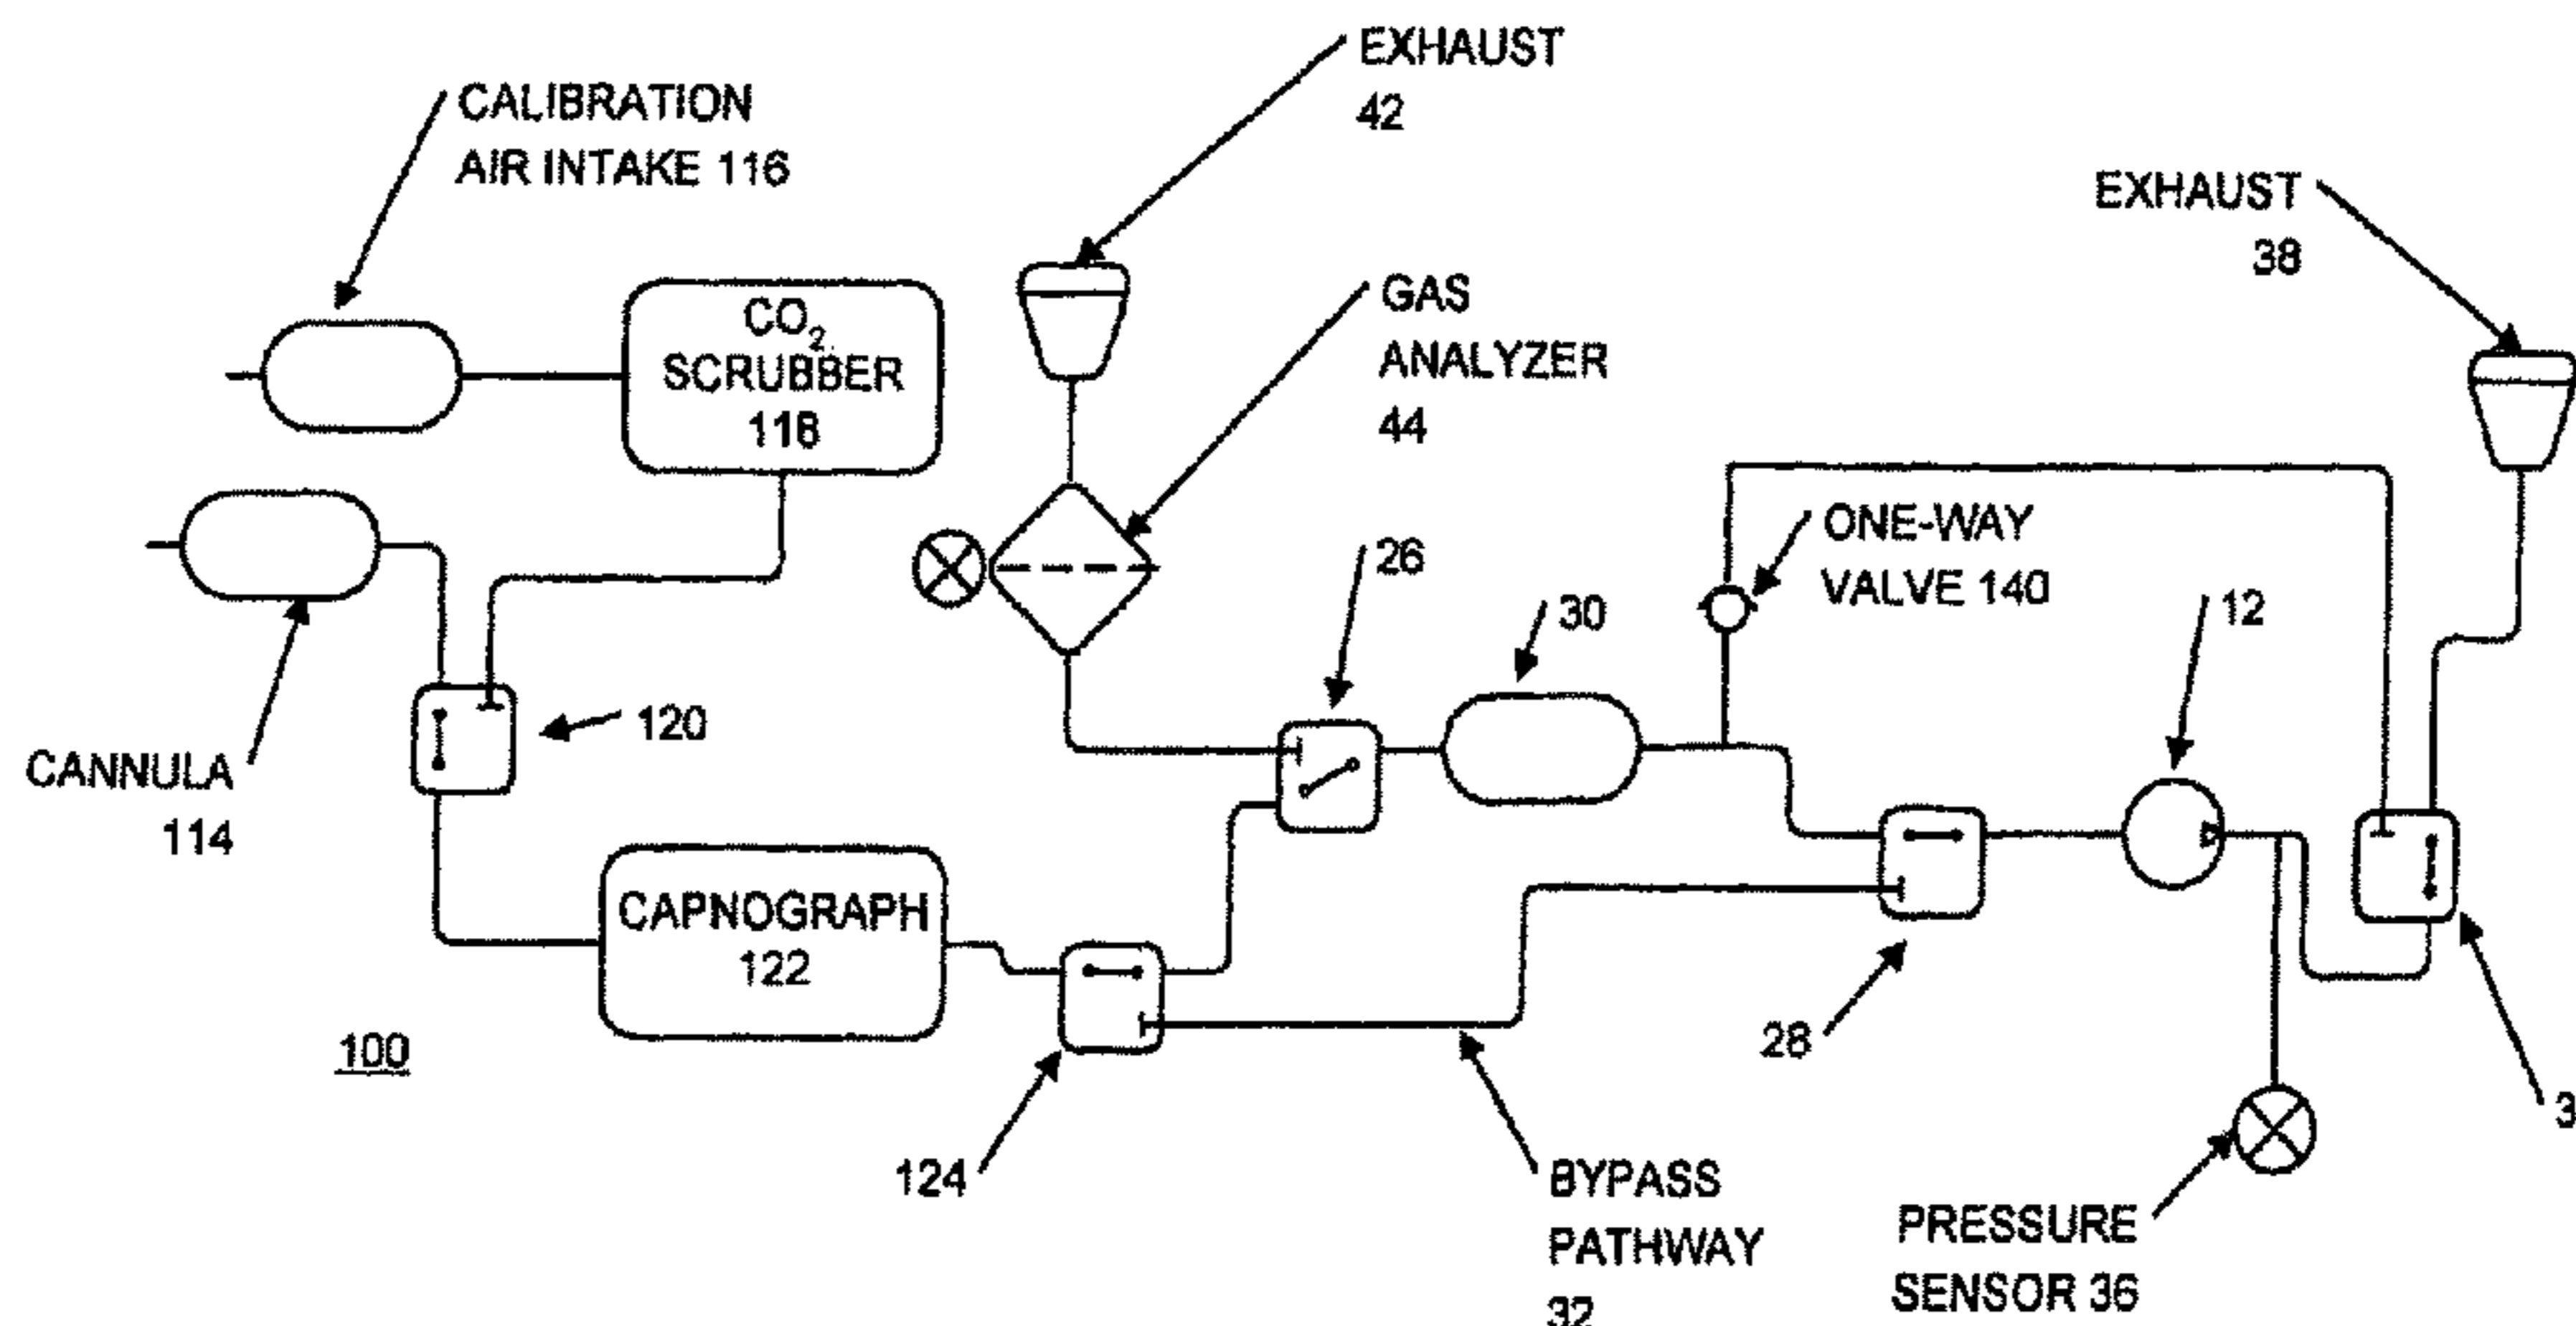 EXHAUST
42
CALIBRATION
AIR INTAKE 116
EXHAUST
38
CO2
SCRUBBER
118
GAS
ANALYZER
44
ONE-WAY
VALVE 140
26
30
12
120
CANNULA
114
CAPNOGRAPH
122
100
28
124
BYPASS
PATHWAY
32
PRESSURE
SENSOR 36